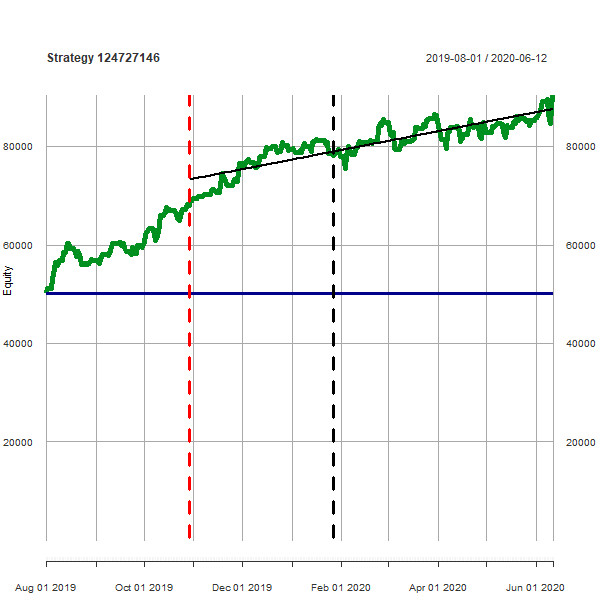 Strategy 124727146
2019-08-01 / 2020-06-12
80000
80000
60000
60000
Equity
40000
40000
20000
20000
Aug 01 2019
Oct 01 2019
Dec 01 2019
Feb 01 2020
Apr 01 2020
Jun 01 2020